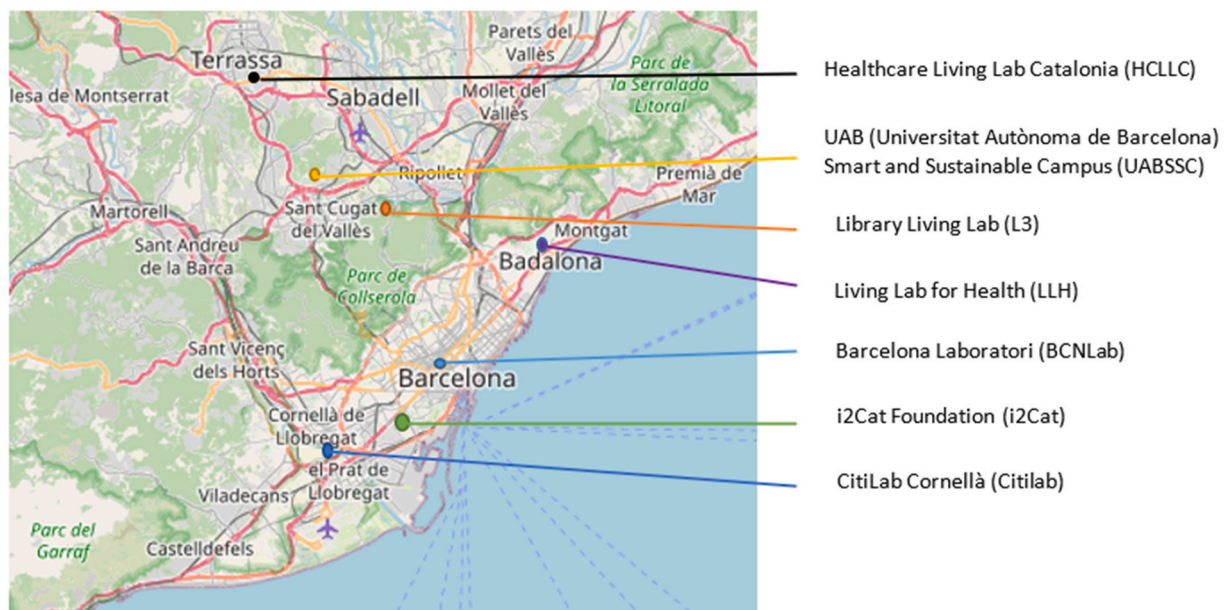 Parets del
Vallès
Terrassa
Parc de
la Serralada
Litoral
lesa de Montserrat
Sabadell
Mollet del
Vallès
Ripollet
Premià de
Mar
Martorell
Sant Cugat
del Vallès
Montgat
Sant Andreu
de la Barca
Badalona
Parc de
Collserola
Sant Vicenç
dels Horts
Barcelona
Cornellà de
Llobregat
el Prat de
Llobregat
Viladecans
Parc del
Garraf
Castelldefels
Healthcare Living Lab Catalonia (HCLLC)
UAB (Universitat Autònoma de Barcelona)
Smart and Sustainable Campus (UABSSC)
Library Living Lab (L3)
Living Lab for Health (LLH)
Barcelona Laboratori (BCNLab)
i2Cat Foundation (i2Cat)
CitiLab Cornellà (Citilab)